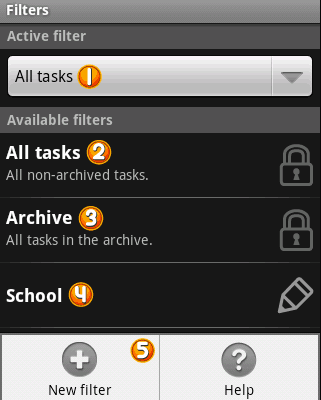 Filters
Active filter
All tasks 1
Available filters
All tasks 2
All non-archived tasks.
Archive 3
All tasks in the archive.
School 4
5
New filter
? Help